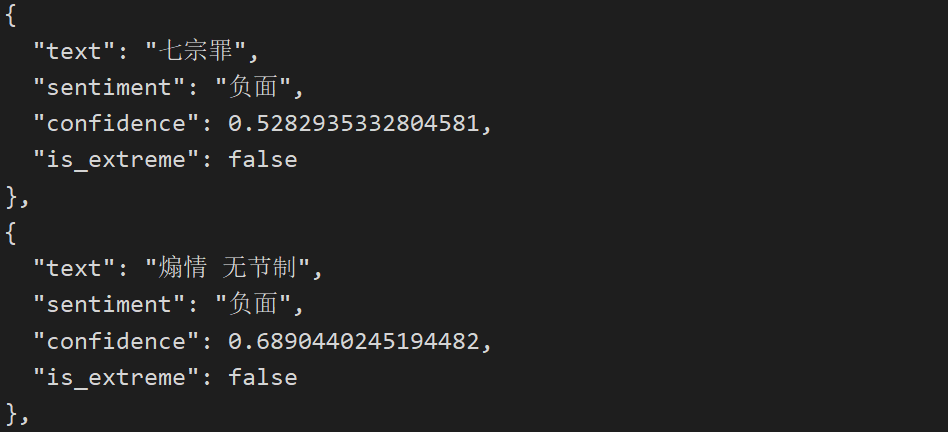 {
  "text": "七宗罪",
  "sentiment": "负面",
  "confidence": 0.5282935332804581,
  "is_extreme": false
},
{
  "text": "煽情 无节制",
  "sentiment": "负面",
  "confidence": 0.6890440245194482,
  "is_extreme": false
},